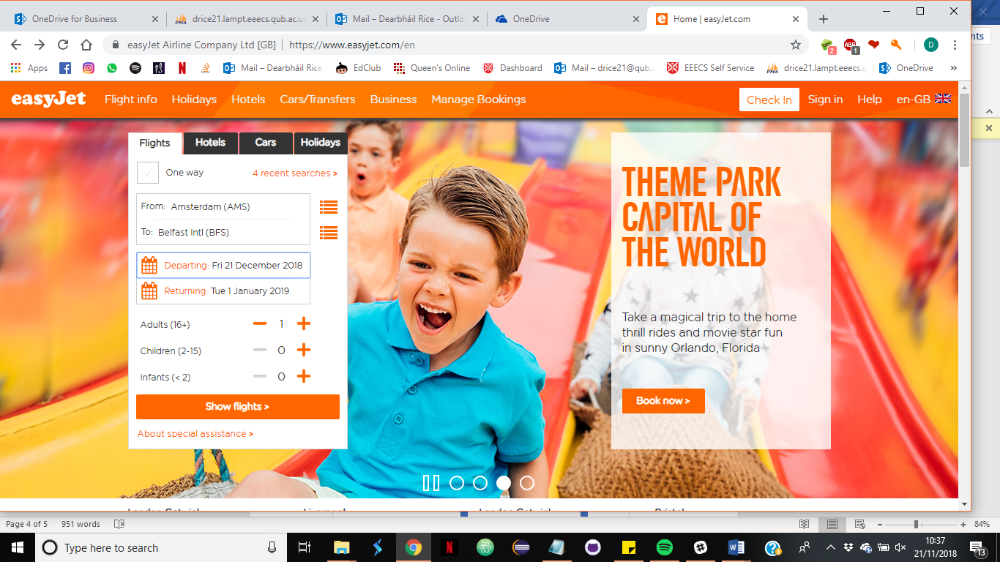 OneDrive for Business
drice21.lampt.eeecs.qub.ac.uk
Mail – Dearbháil Rice - Outlo
OneDrive
Home | easyJet.com
easyJet Airline Company Ltd [GB] | https://www.easyjet.com/en
2
ABP
1
D
Apps
Mail – Dearbháil Rice
EdClub
Queen's Online
Dashboard
Mail – drice21@qub.
EEECS Self Service
drice21.lampt.eeecs.
OneDrive
»
nts
easyJet
Flight info
Holidays
Hotels
Cars/Transfers
Business
Manage Bookings
Check In
Sign in
Help
en-GB
Flights
Hotels
Cars
Holidays
One way
4 recent searches >
From: Amsterdam (AMS)
To: Belfast Intl (BFS)
Departing: Fri 21 December 2018
Returning: Tue 1 January 2019
Adults (16+) 1
Children (2-15) 0
Infants (< 2) 0
Show flights >
About special assistance >
THEME PARK
CAPITAL OF
THE WORLD
Take a magical trip to the home
thrill rides and movie star fun
in sunny Orlando, Florida
Book now >
Page 4 of 5
951 words
84%
Type here to search
10:37
21/11/2018
13